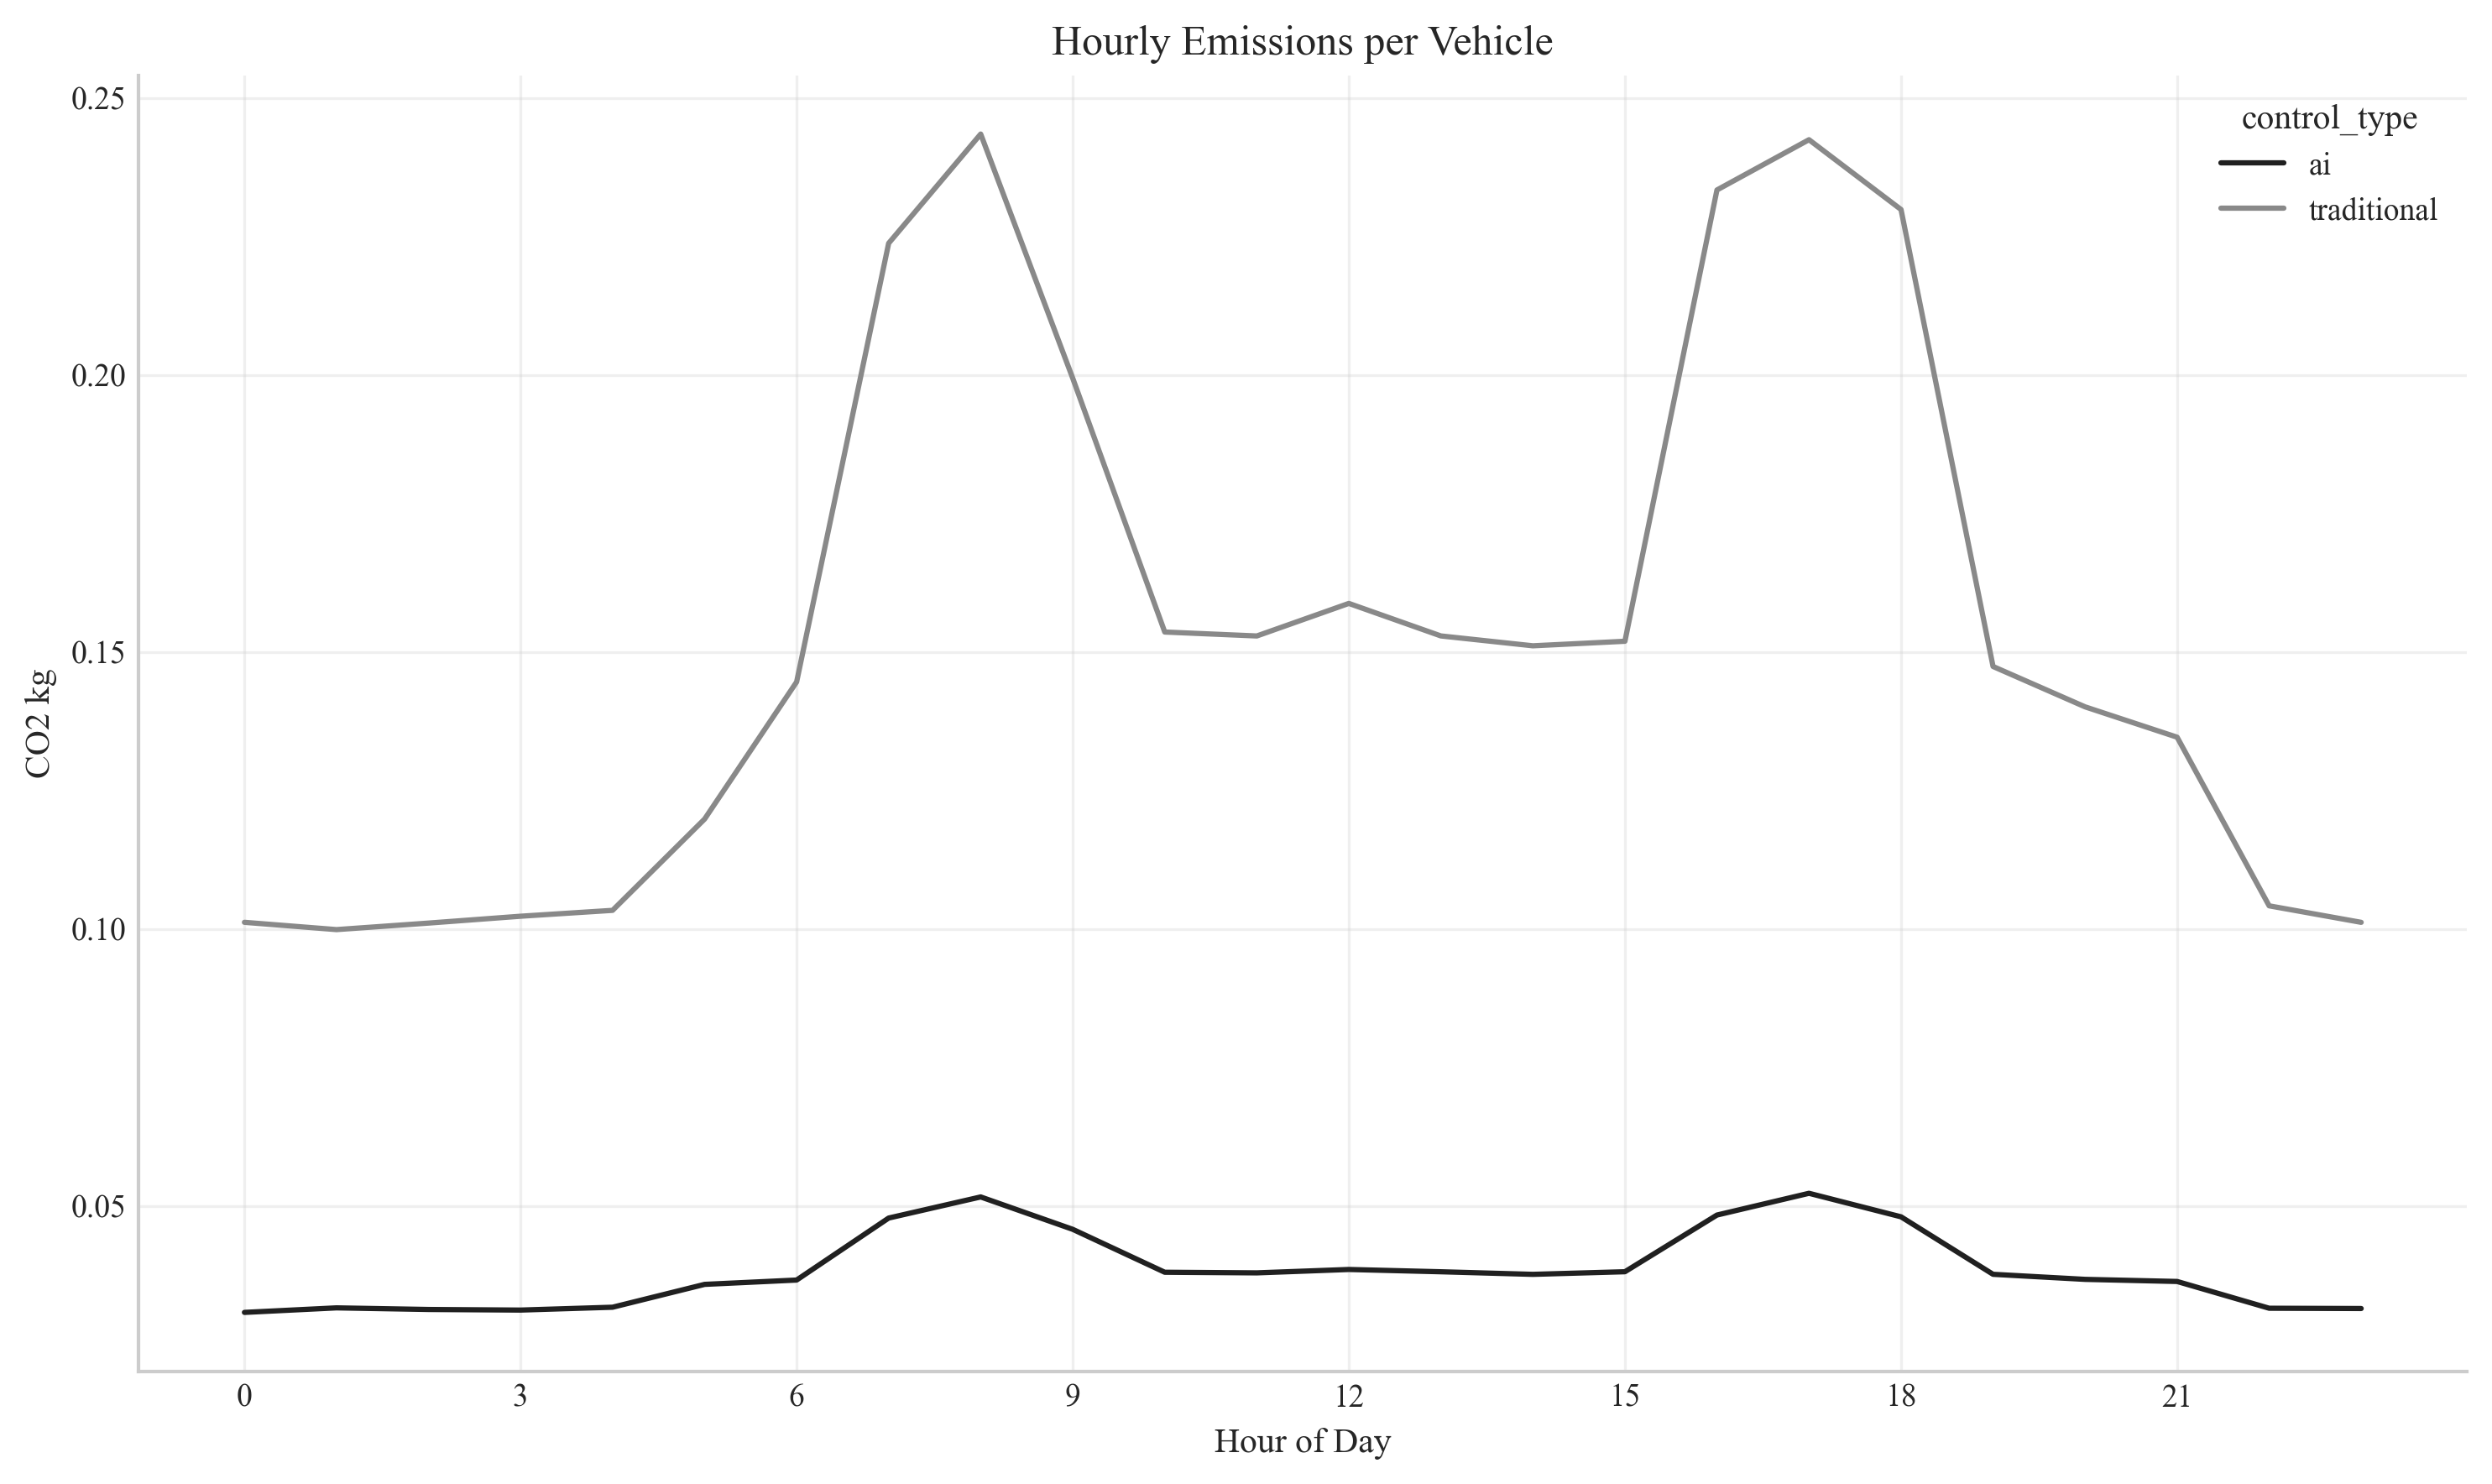 Hourly Emissions per Vehicle
0.25
0.20
0.15
0.10
0.05
CO2 kg
control_type
ai
traditional
0 3 6 9 12 15 18 21
Hour of Day